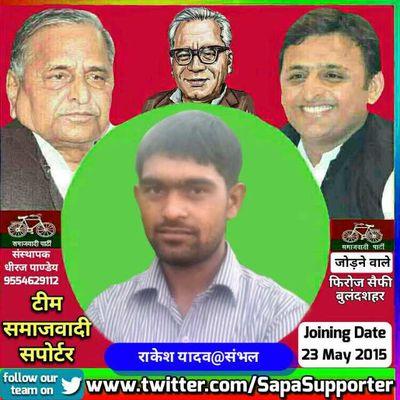 समाजवादी पार्टी
संस्थापक
धीरज पाण्डेय
9554629112
टीम
समाजवादी
सपोर्टर
समाजवादी पार्टी
जोड़ने वाले
फिरोज सैफी
बुलंदशहर
Joining Date
23 May 2015
राकेश यादव@संभल
follow our
team on
www.twitter.com/SapaSupporter